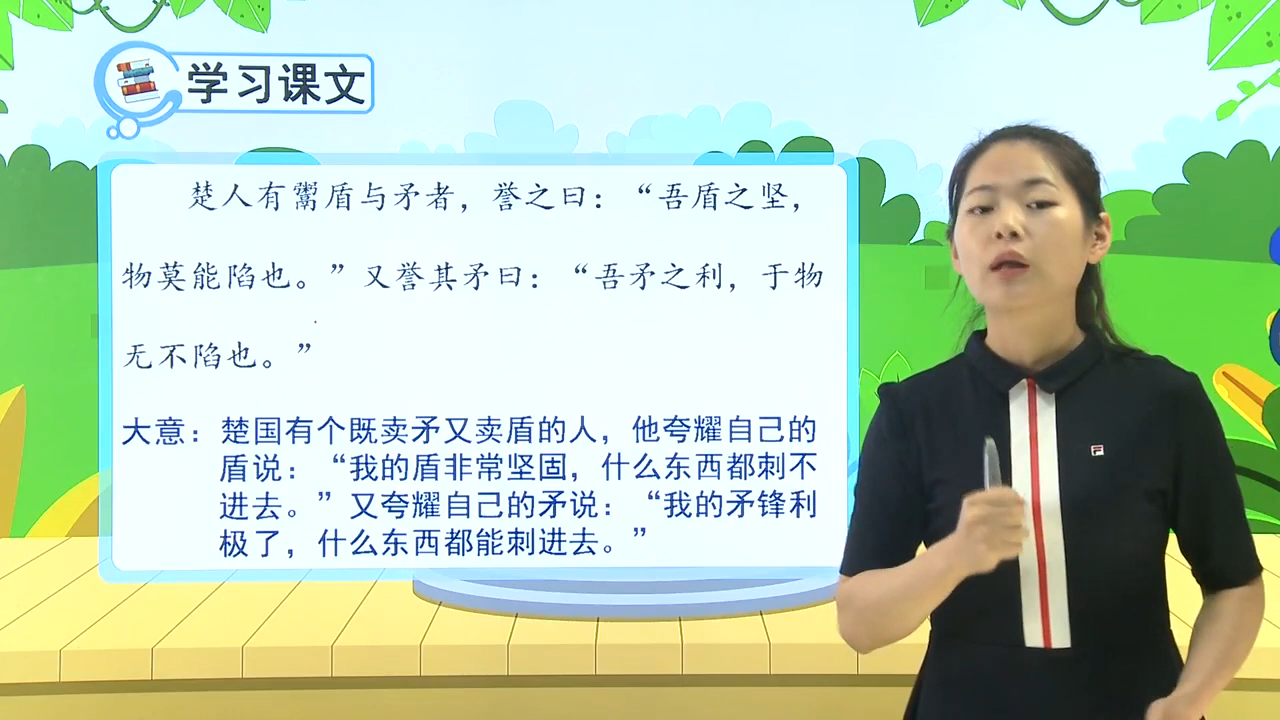 学习课文
楚人有鬻盾与矛者，誉之曰：“吾盾之坚，
物莫能陷也。”又誉其矛曰：“吾矛之利，于物
无不陷也。”
大意：楚国有个既卖矛又卖盾的人，他夸耀自己的
盾说：“我的盾非常坚固，什么东西都刺不
进去。”又夸耀自己的矛说：“我的矛锋利
极了，什么东西都能刺进去。”